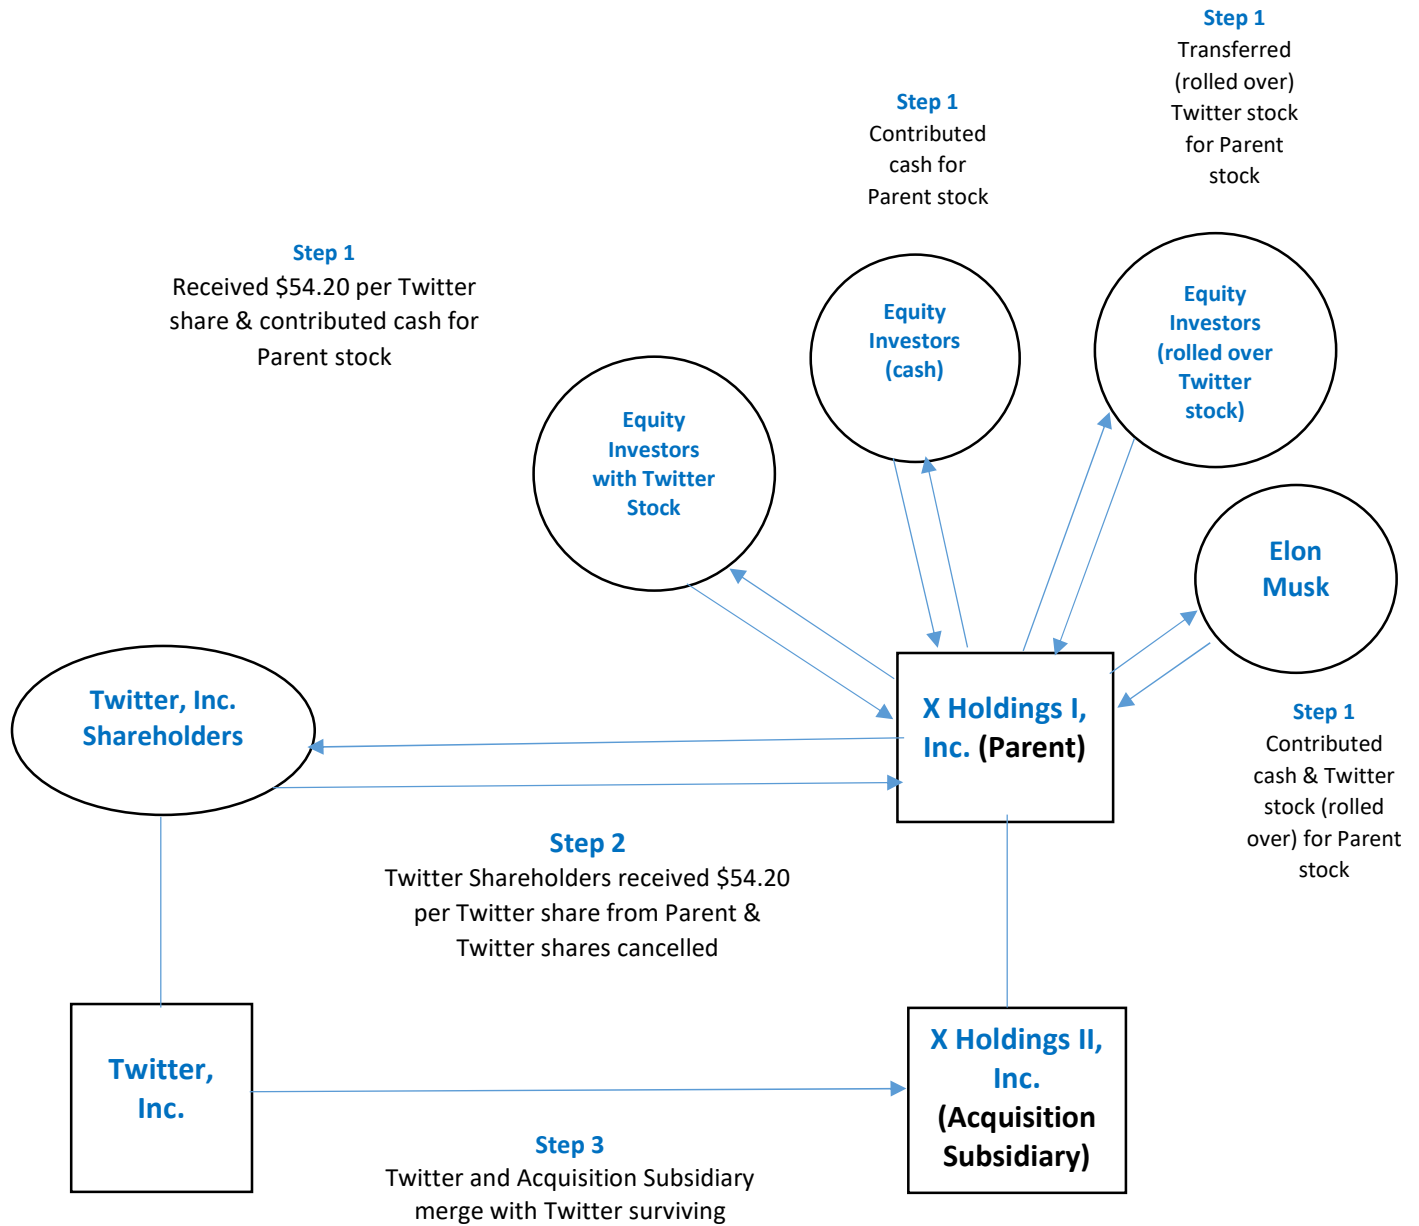 Step 1
Transferred
(rolled over)
Twitter stock
for Parent
stock
Step 1
Contributed
cash for
Parent stock
Step 1
Received $54.20 per Twitter
share & contributed cash for
Parent stock
Equity
Investors
(cash)
Equity
Investors
(rolled over
Twitter
stock)
Equity
Investors
with Twitter
Stock
Elon
Musk
Twitter, Inc.
Shareholders
X Holdings I,
Inc. (Parent)
Step 1
Contributed
cash & Twitter
stock (rolled
over) for Parent
stock
Step 2
Twitter Shareholders received $54.20
per Twitter share from Parent &
Twitter shares cancelled
Twitter,
Inc.
X Holdings II,
Inc.
(Acquisition
Subsidiary)
Step 3
Twitter and Acquisition Subsidiary
merge with Twitter surviving